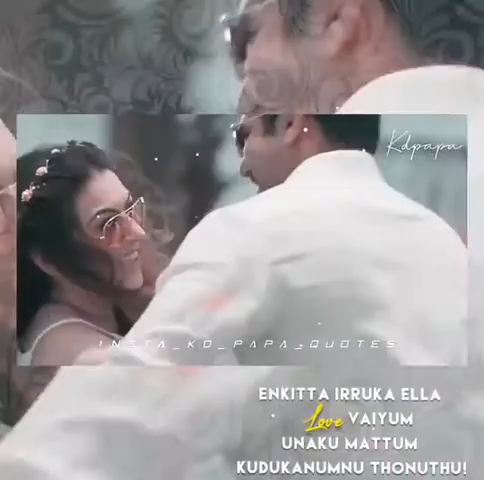 Kdpapa
INSTA_KD_PAPA_QUOTES
ENKITTA IRRUKA ELLA
Love VAIYUM
UNAKU MATTUM
KUDUKANUMNU THONUTHU!